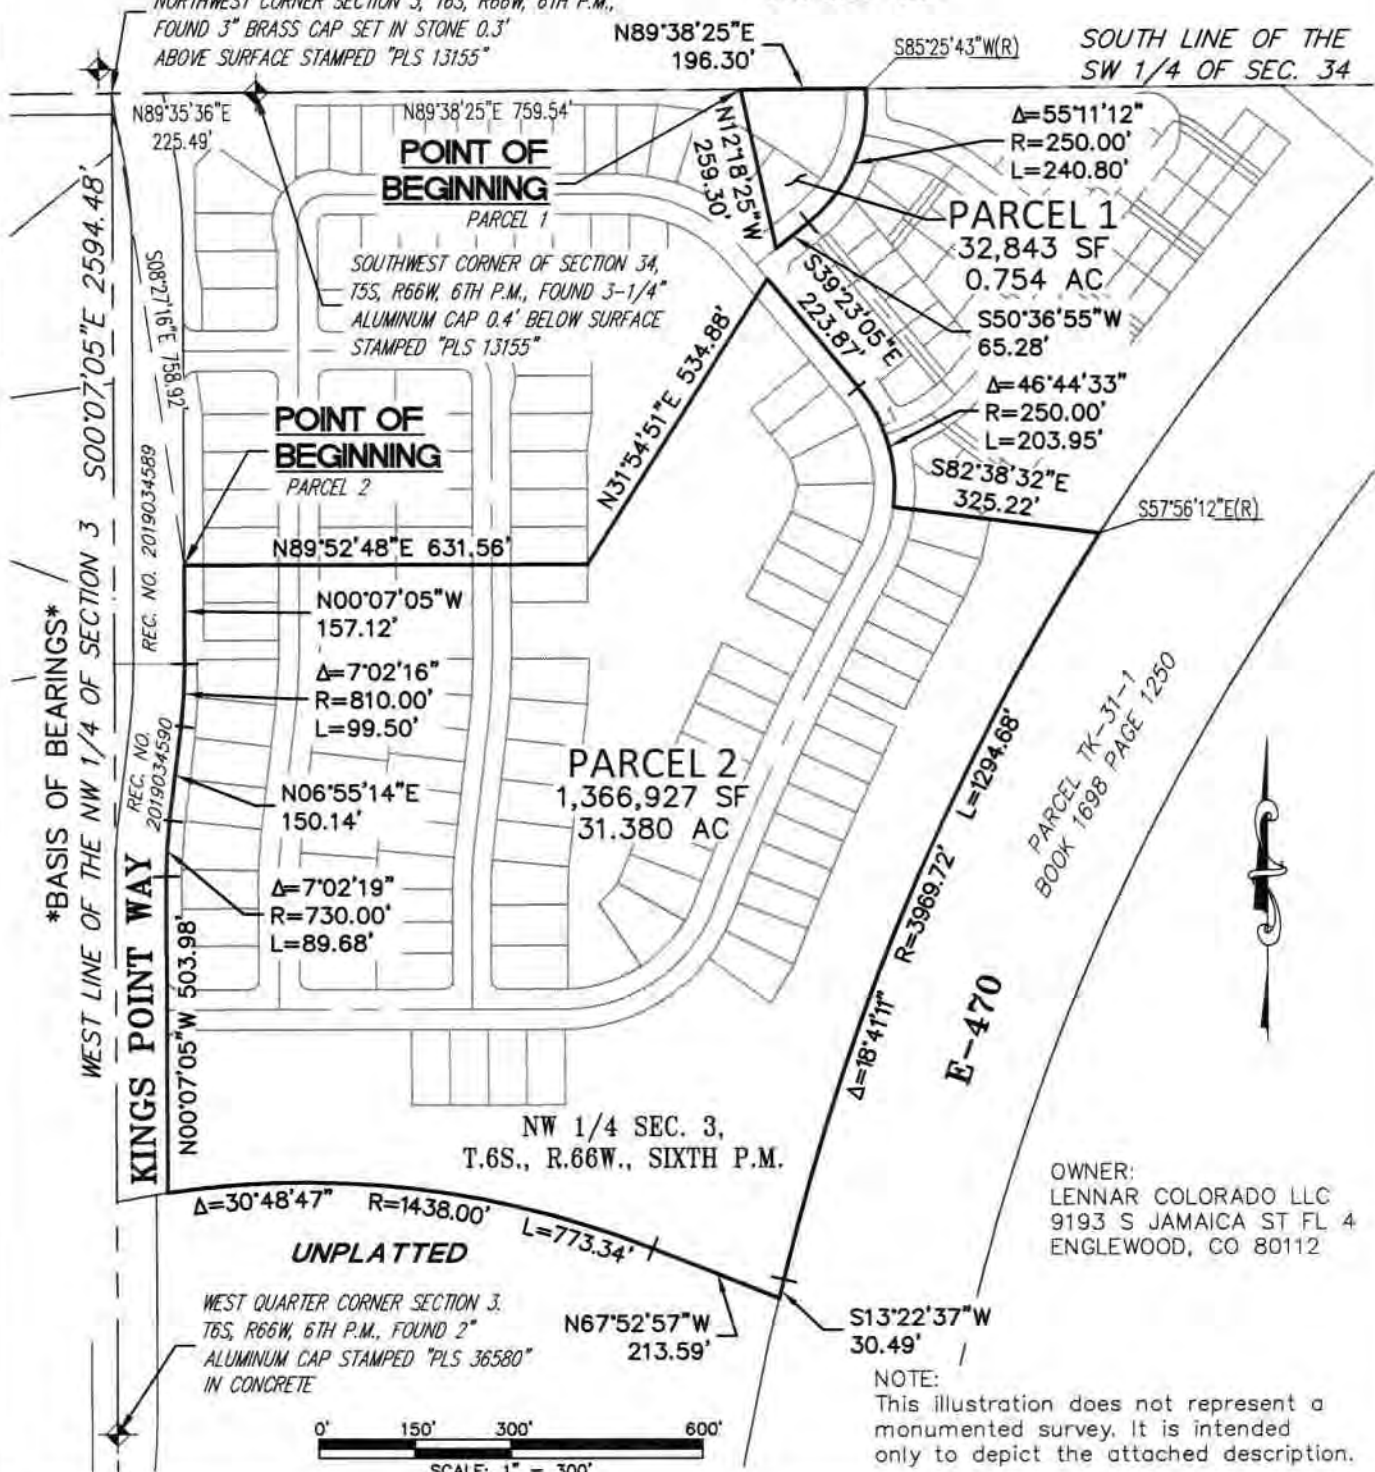 NORTHWEST CORNER SECTION 3, T6S, R66W, 6TH P.M.,
FOUND 3" BRASS CAP SET IN STONE 0.3'
ABOVE SURFACE STAMPED "PLS 13155"
N89°38'25"E
196.30'
S85°25'43"W(R)
SOUTH LINE OF THE
SW 1/4 OF SEC. 34
N89°35'36"E
225.49'
N89°38'25"E 759.54'
POINT OF
BEGINNING
PARCEL 1
N12°18'25"W
259.30'
Δ=55°11'12"
R=250.00'
L=240.80'
PARCEL 1
32,843 SF
0.754 AC
SOUTHWEST CORNER OF SECTION 34,
T5S, R66W, 6TH P.M., FOUND 3-1/4"
ALUMINUM CAP 0.4' BELOW SURFACE
STAMPED "PLS 13155"
S50°36'55"W
65.28'
S39°23'05"E
223.87'
Δ=46°44'33"
R=250.00'
L=203.95'
S82°38'32"E
325.22'
S57°56'12"E(R)
S08°27'16"E 758.92'
S00°07'05"E 2594.48'
WEST LINE OF THE NW 1/4 OF SECTION 3
*BASIS OF BEARINGS*
REC. NO. 2019034589
POINT OF
BEGINNING
PARCEL 2
N31°54'51"E 534.88'
N89°52'48"E 631.56'
N00°07'05"W
157.12'
Δ=7°02'16"
R=810.00'
L=99.50'
REC. NO.
2019034590
N06°55'14"E
150.14'
PARCEL 2
1,366,927 SF
31.380 AC
Δ=7°02'19"
R=730.00'
L=89.68'
KINGS POINT WAY
N00°07'05"W 503.98'
Δ=18°41'11" R=3969.72' L=1294.68'
PARCEL TK-31-1
BOOK 1698 PAGE 1250
E-470
NW 1/4 SEC. 3,
T.6S., R.66W., SIXTH P.M.
OWNER:
LENNAR COLORADO LLC
9193 S JAMAICA ST FL 4
ENGLEWOOD, CO 80112
Δ=30°48'47" R=1438.00' L=773.34'
UNPLATTED
WEST QUARTER CORNER SECTION 3.
T6S, R66W, 6TH P.M., FOUND 2"
ALUMINUM CAP STAMPED "PLS 36580"
IN CONCRETE
N67°52'57"W
213.59'
S13°22'37"W
30.49'
NOTE:
This illustration does not represent a
monumented survey. It is intended
only to depict the attached description.
0' 150' 300' 600'
SCALE: 1" = 300'